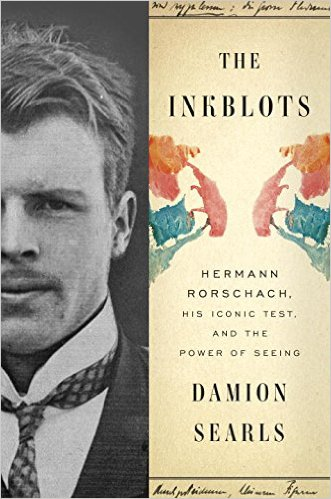 THE
INKBLOTS
HERMANN
RORSCHACH,
HIS ICONIC TEST,
AND THE
POWER OF SEEING
DAMION
SEARLS